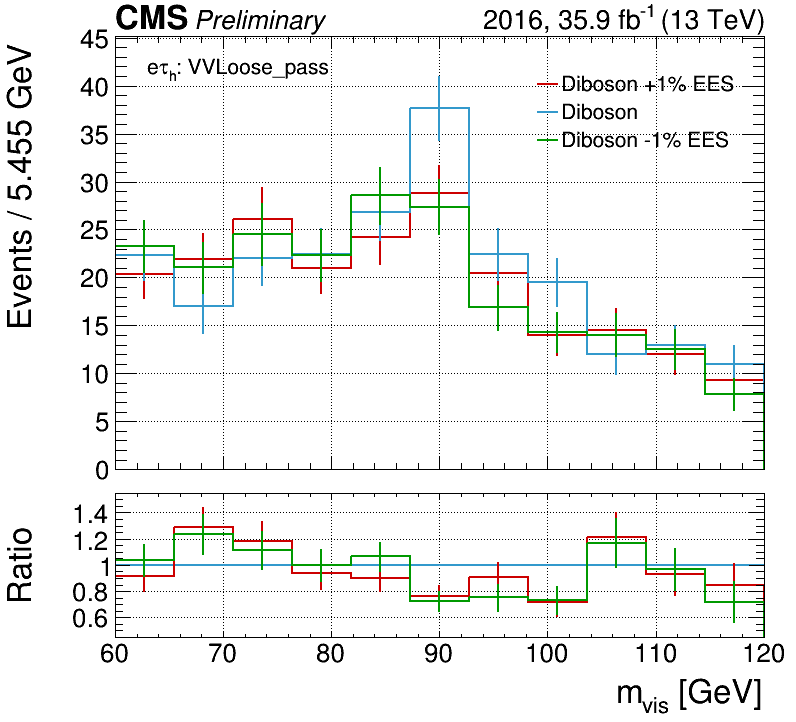 CMS Preliminary 2016, 35.9 fb⁻¹ (13 TeV)
eτₕ: VVLoose_pass
Diboson +1% EES
Diboson
Diboson -1% EES
Events / 5.455 GeV
45
40
35
30
25
20
15
10
5
0
Ratio
1.4
1.2
1
0.8
0.6
60 70 80 90 100 110 120
m_vis [GeV]